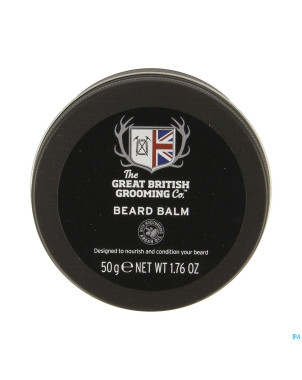 The
GREAT BRITISH
GROOMING Co.™
BEARD BALM
Designed to nourish and condition your beard
50g ℮ NET WT 1.76 OZ